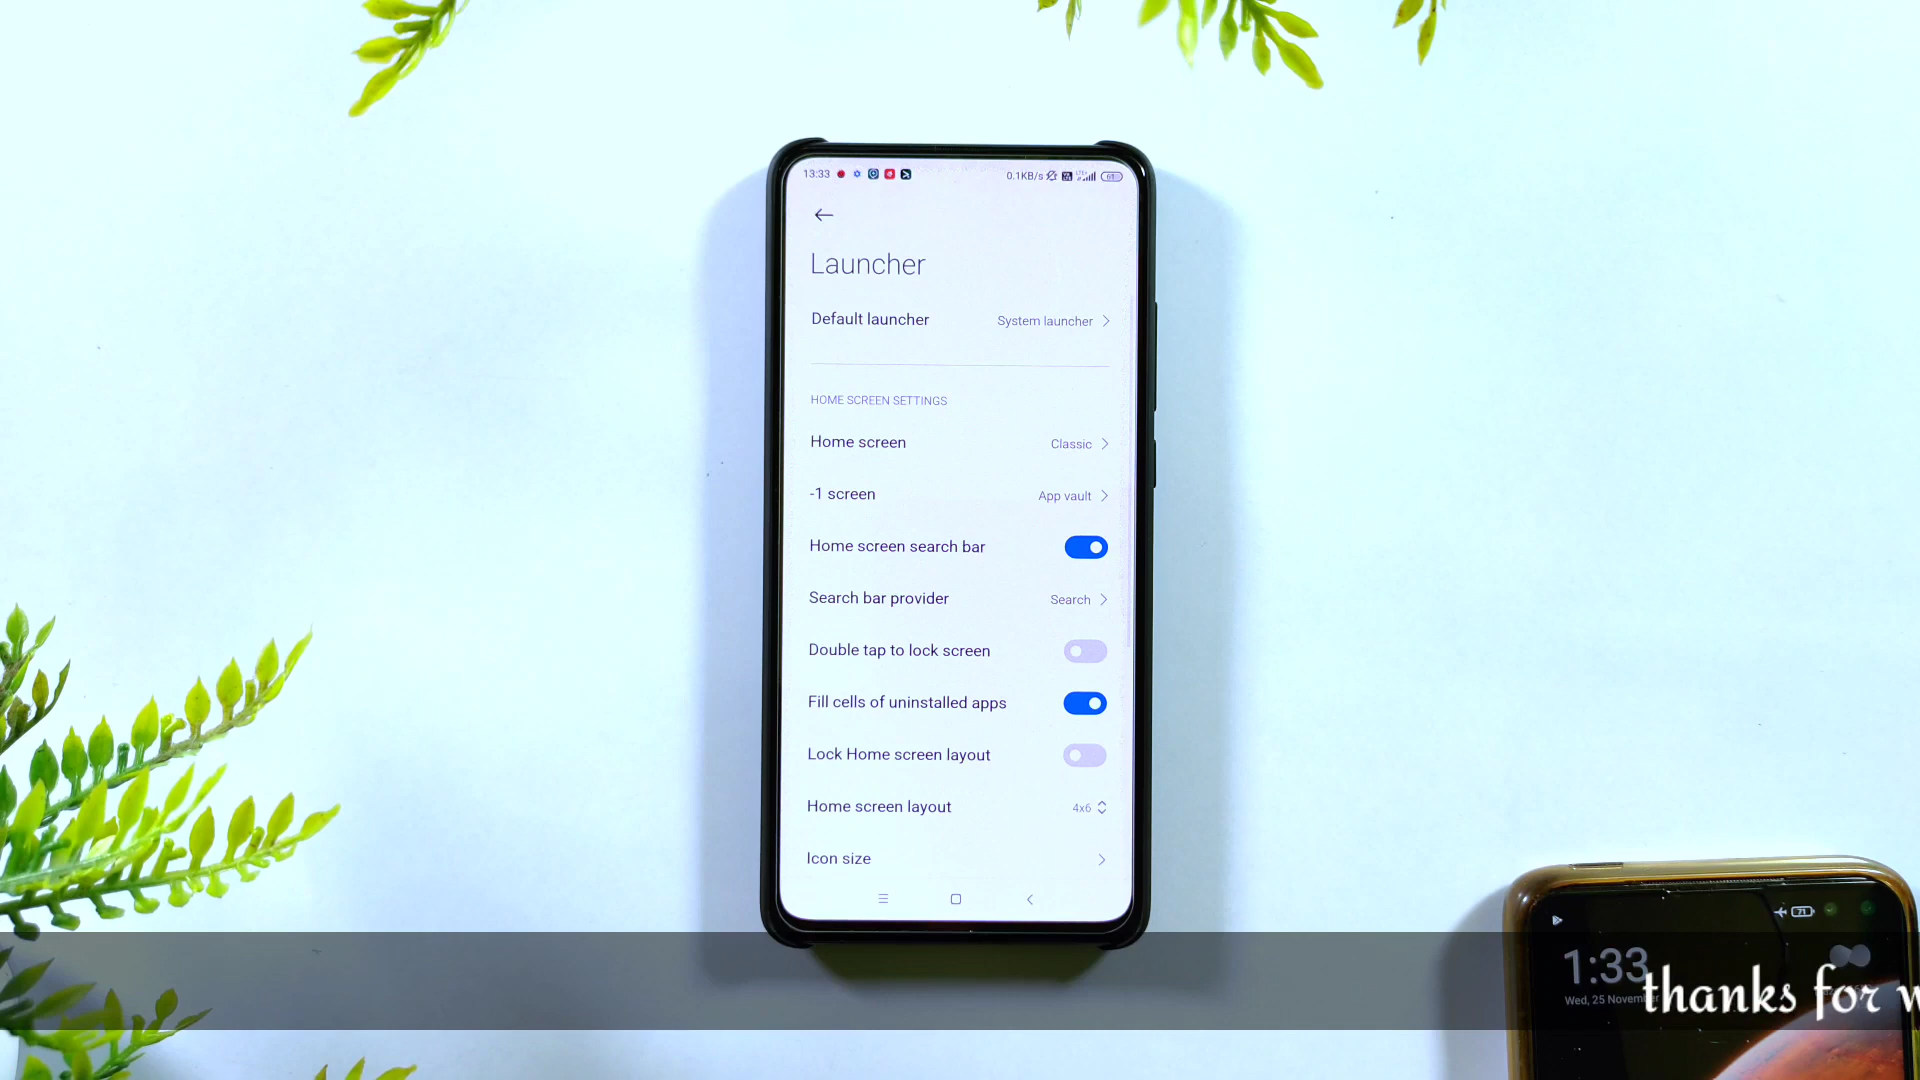 13:33
0.1KB/s
61
Launcher
Default launcher
System launcher
HOME SCREEN SETTINGS
Home screen
Classic
-1 screen
App vault
Home screen search bar
Search bar provider
Search
Double tap to lock screen
Fill cells of uninstalled apps
Lock Home screen layout
Home screen layout
4x6
Icon size
71
1:33
Wed, 25 November
thanks for w